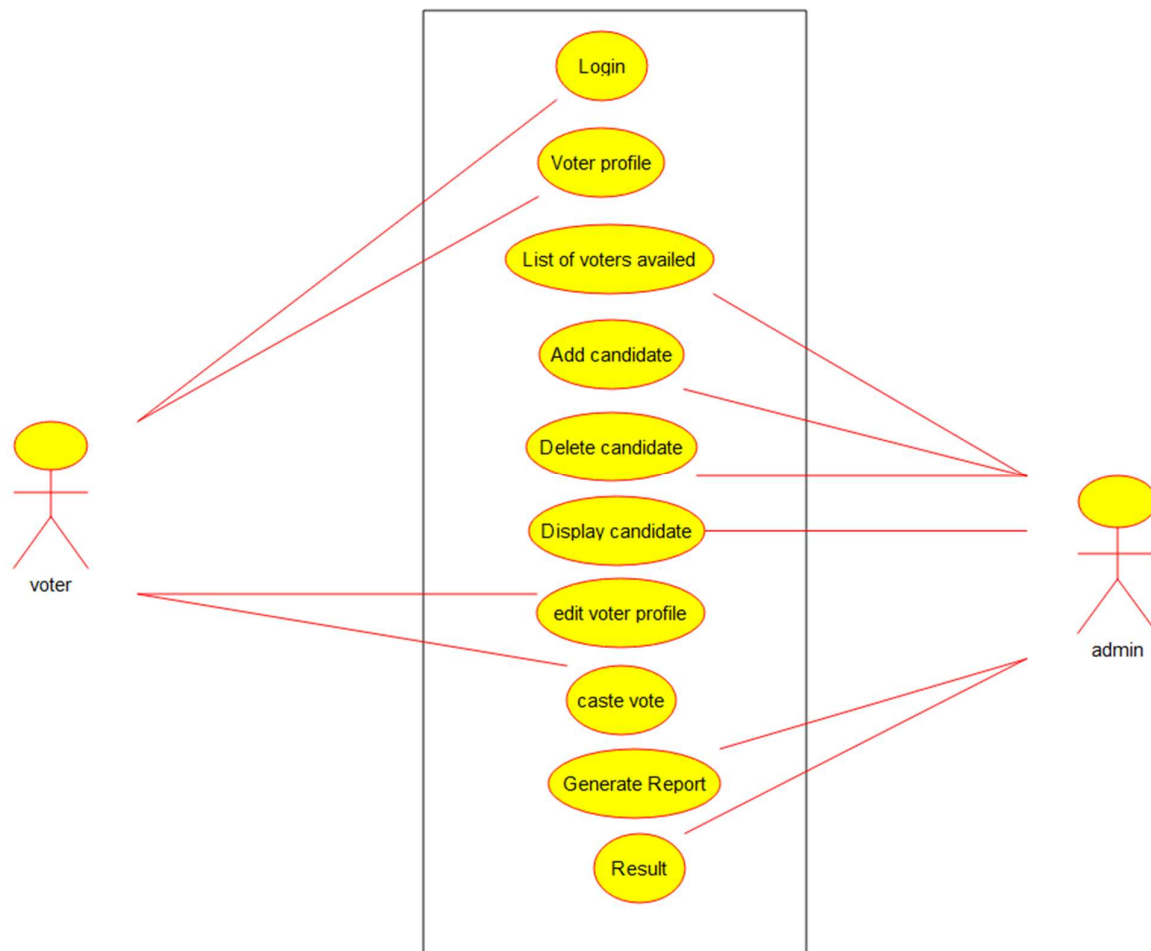 Login
Voter profile
List of voters availed
Add candidate
Delete candidate
Display candidate
edit voter profile
caste vote
Generate Report
Result
voter
admin